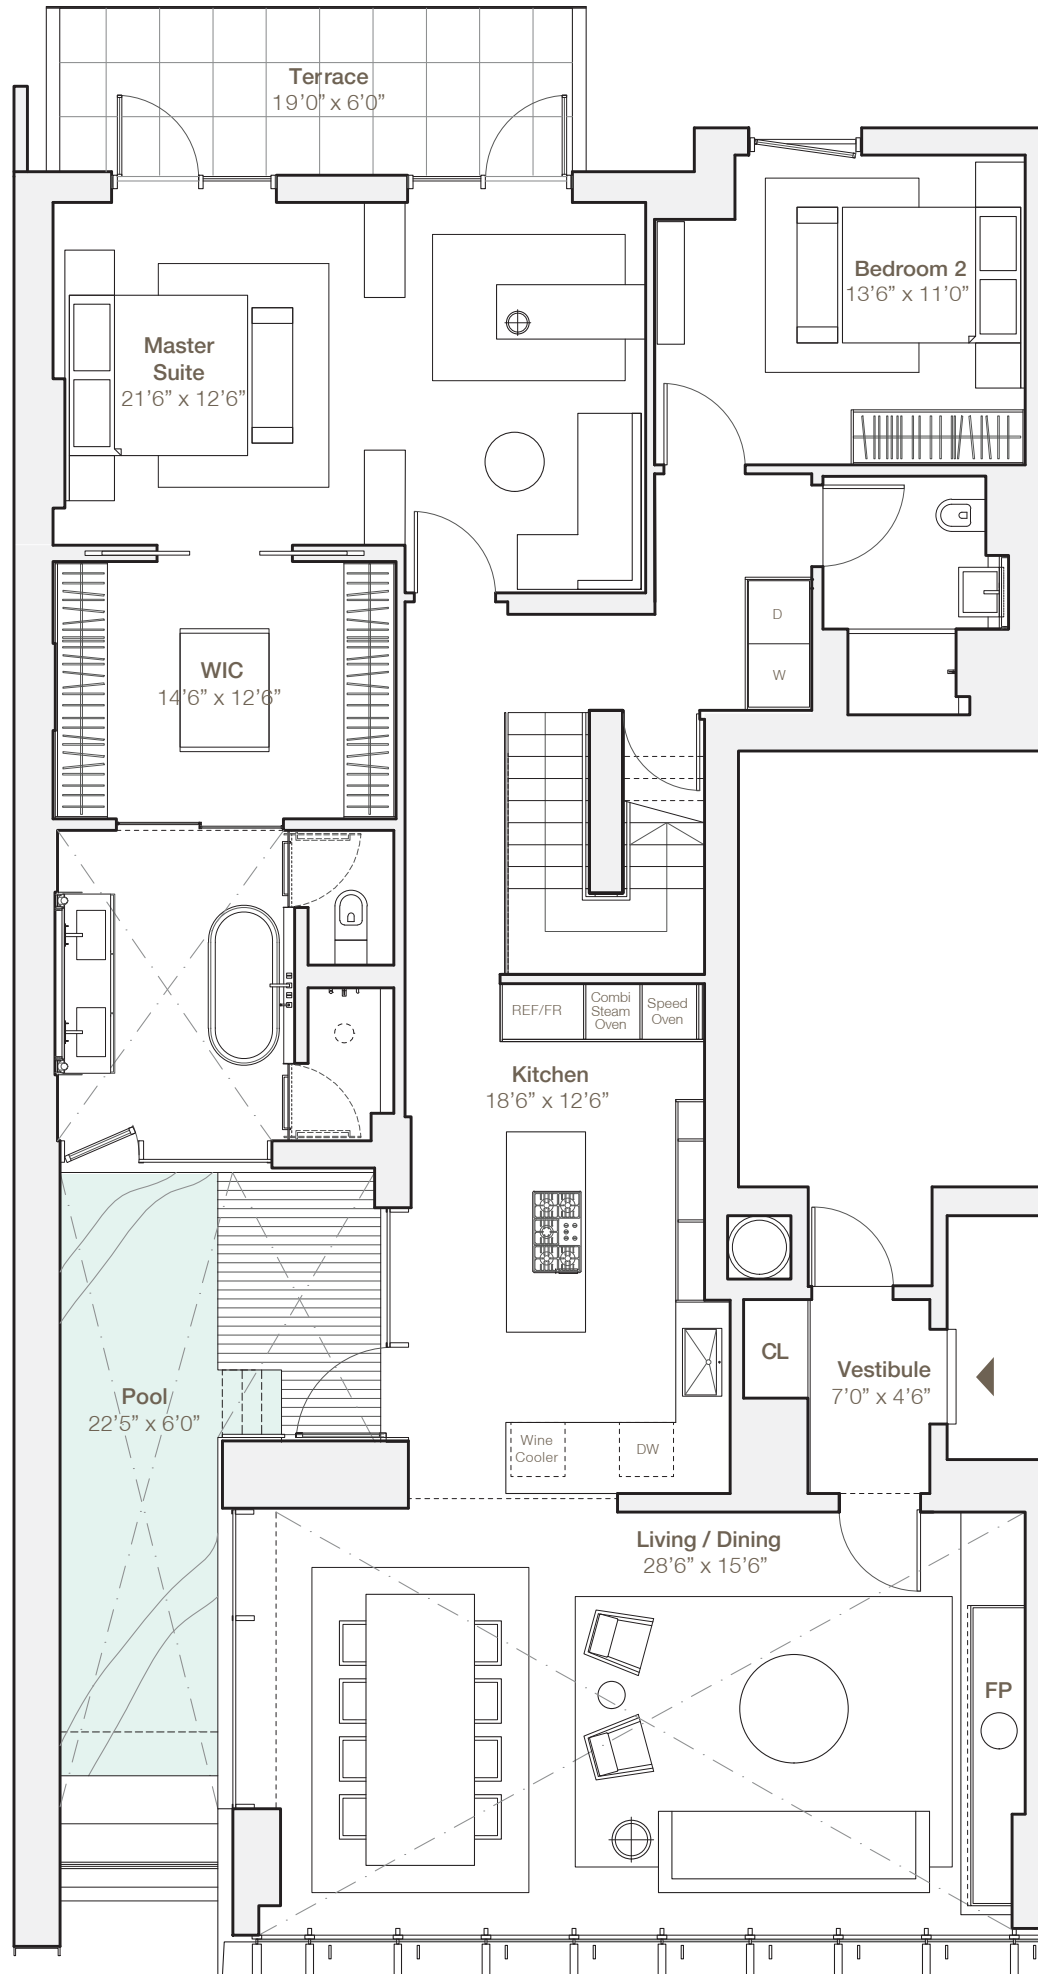 Terrace
19’0” x 6’0”
Bedroom 2
13’6” x 11’0”
Master
Suite
21’6” x 12’6”
D
W
WIC
14’6” x 12’6”
REF/FR
Combi
Steam
Oven
Speed
Oven
Kitchen
18’6” x 12’6”
CL
Vestibule
7’0” x 4’6”
Pool
22’5” x 6’0”
Wine
Cooler
DW
Living / Dining
28’6” x 15’6”
FP